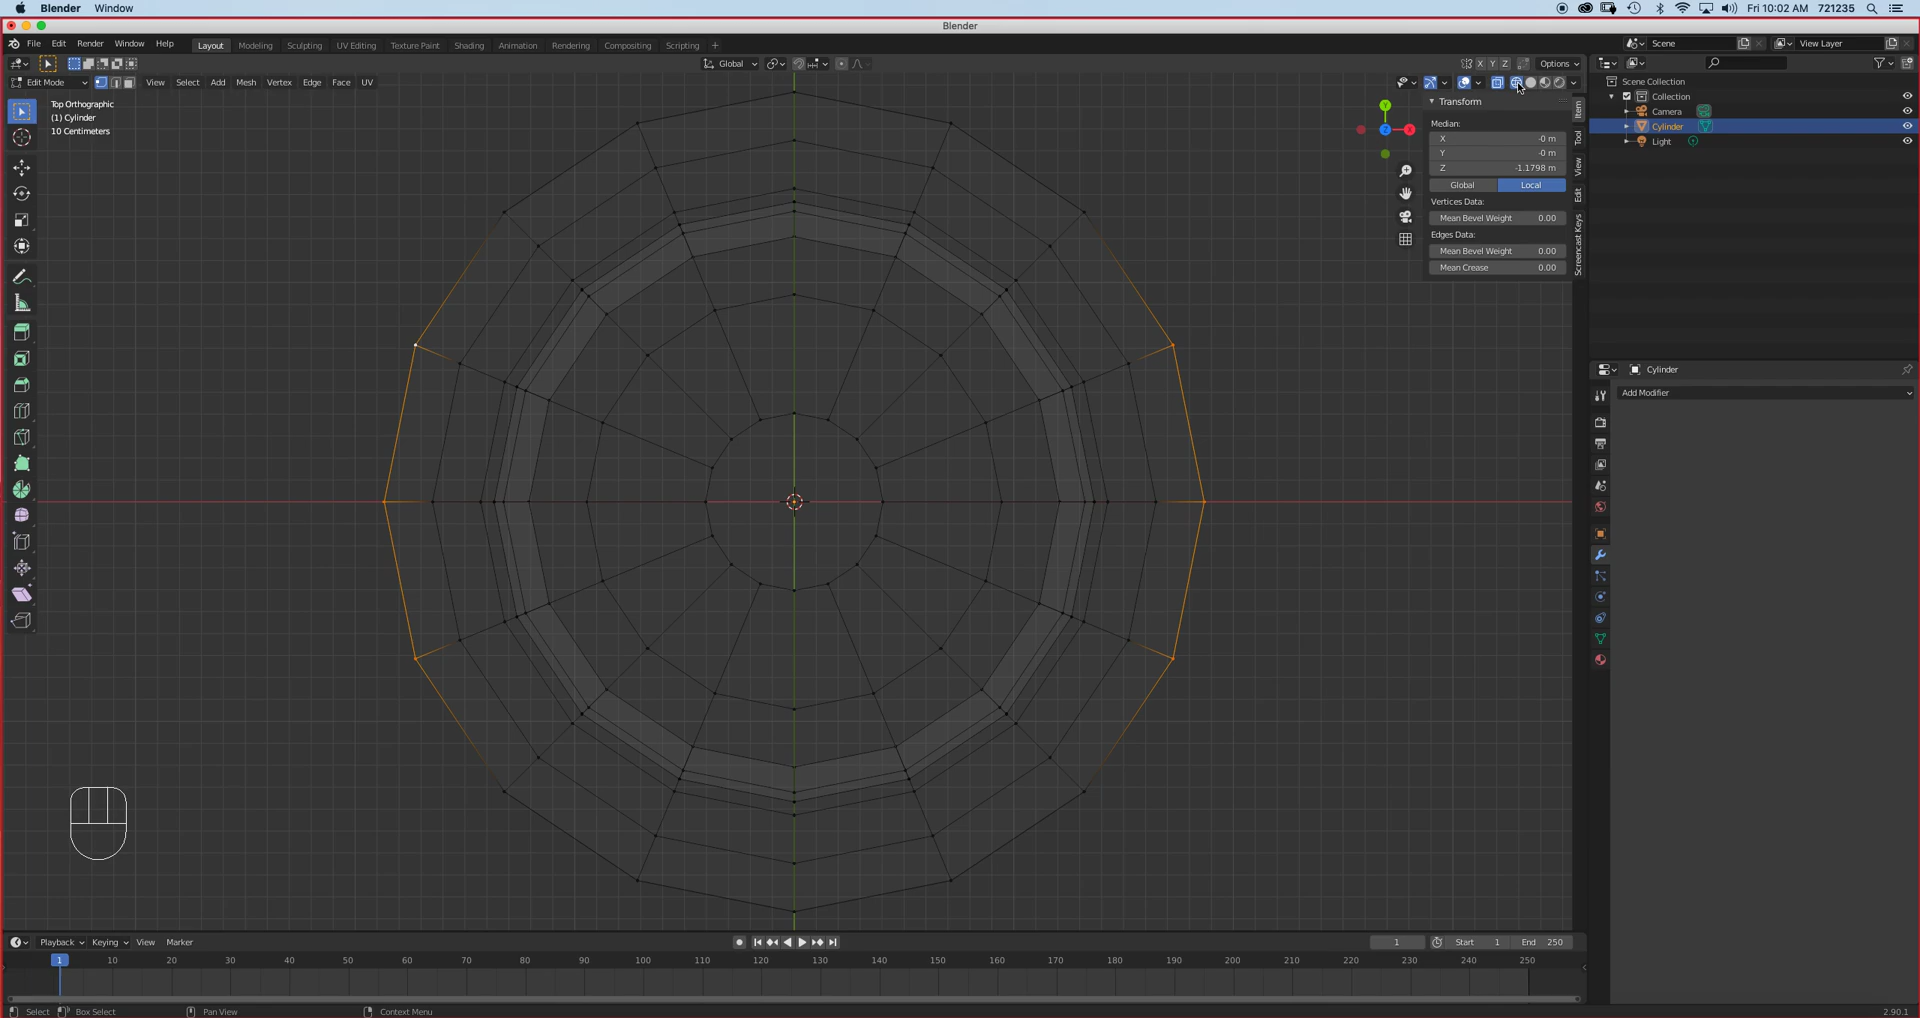 Blender Window Fri 10:02 AM 721235
Blender
File Edit Render Window Help Layout Modeling Sculpting UV Editing Texture Paint Shading Animation Rendering Compositing Scripting + Scene View Layer
Global Options
X Y Z
Edit Mode View Select Add Mesh Vertex Edge Face UV
Top Orthographic
(1) Cylinder
10 Centimeters
Y
Z
X
Transform
Median:
X -0 m
Y -0 m
Z -1.1798 m
Global Local
Vertices Data:
Mean Bevel Weight 0.00
Edges Data:
Mean Bevel Weight 0.00
Mean Crease 0.00
Item
Tool
View
Edit
Screencast Keys
Scene Collection
Collection
Camera
Cylinder
Light
Cylinder
Add Modifier
Playback Keying View Marker 1 Start 1 End 250
1 10 20 30 40 50 60 70 80 90 100 110 120 130 140 150 160 170 180 190 200 210 220 230 240 250
Select Box Select Pan View Context Menu 2.90.1